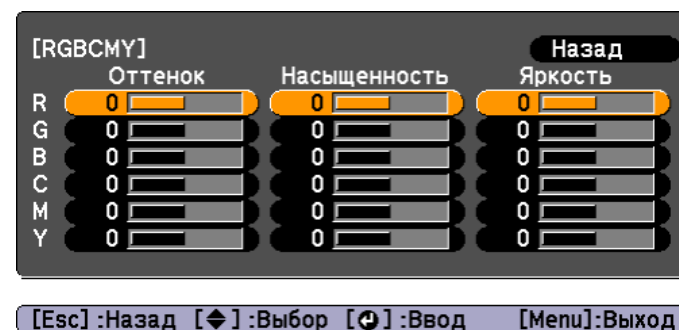 [RGBCMY] Назад
Оттенок Насыщенность Яркость
R 0 0 0
G 0 0 0
B 0 0 0
C 0 0 0
M 0 0 0
Y 0 0 0
[Esc] :Назад [◆] :Выбор [⏎] :Ввод [Menu]:Выход